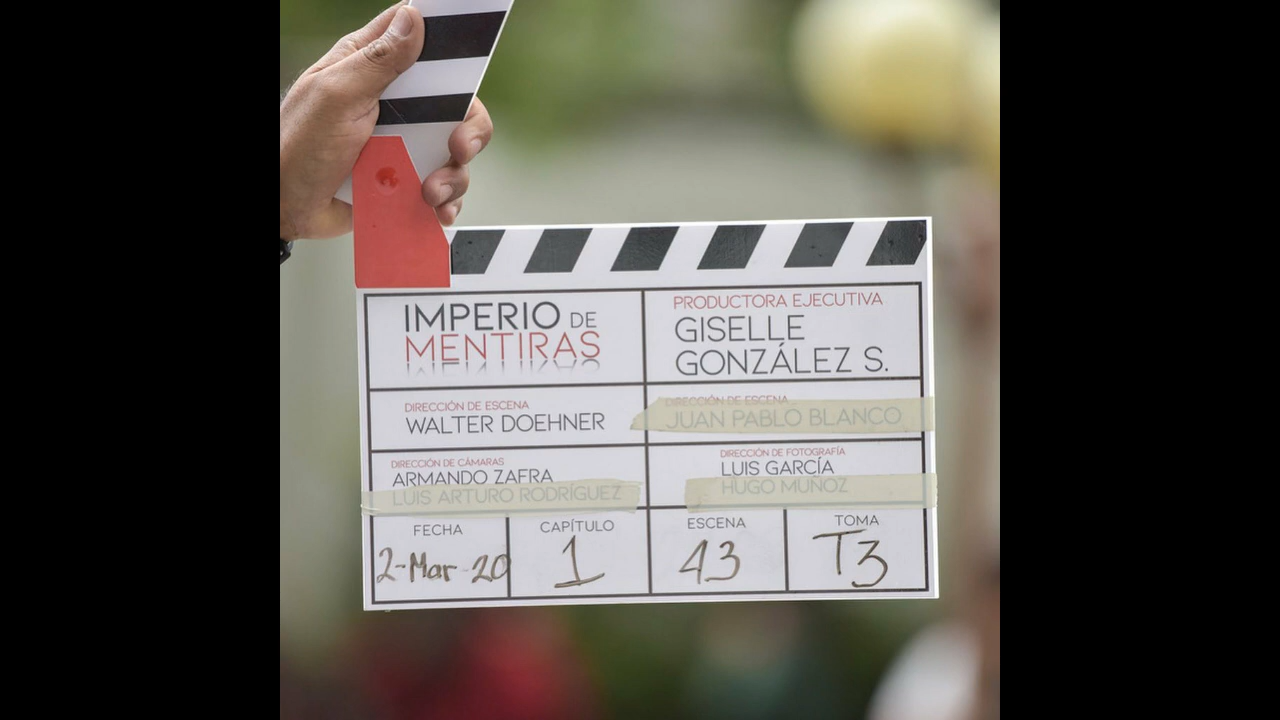 IMPERIO DE
MENTIRAS
PRODUCTORA EJECUTIVA
GISELLE
GONZÁLEZ S.
DIRECCIÓN DE ESCENA
WALTER DOEHNER
DIRECCIÓN DE ESCENA
JUAN PABLO BLANCO
DIRECCIÓN DE CÁMARAS
ARMANDO ZAFRA
LUIS ARTURO RODRÍGUEZ
DIRECCIÓN DE FOTOGRAFÍA
LUIS GARCÍA
HUGO MUÑOZ
FECHA
2-Mar-20
CAPÍTULO
1
ESCENA
43
TOMA
T3